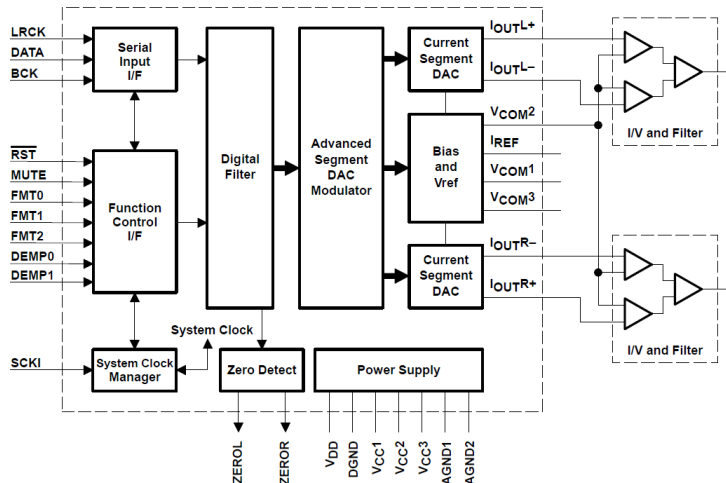 LRCK
DATA
BCK
Serial
Input
I/F
RST
MUTE
FMT0
FMT1
FMT2
DEMP0
DEMP1
Function
Control
I/F
SCKI
System Clock
Manager
System Clock
Digital
Filter
Zero Detect
ZEROL
ZEROR
Advanced
Segment
DAC
Modulator
Current
Segment
DAC
Bias
and
Vref
Current
Segment
DAC
Power Supply
VDD
DGND
VCC1
VCC2
VCC3
AGND1
AGND2
IOUTL+
IOUTL–
VCOM2
IREF
VCOM1
VCOM3
IOUTR–
IOUTR+
I/V and Filter
I/V and Filter